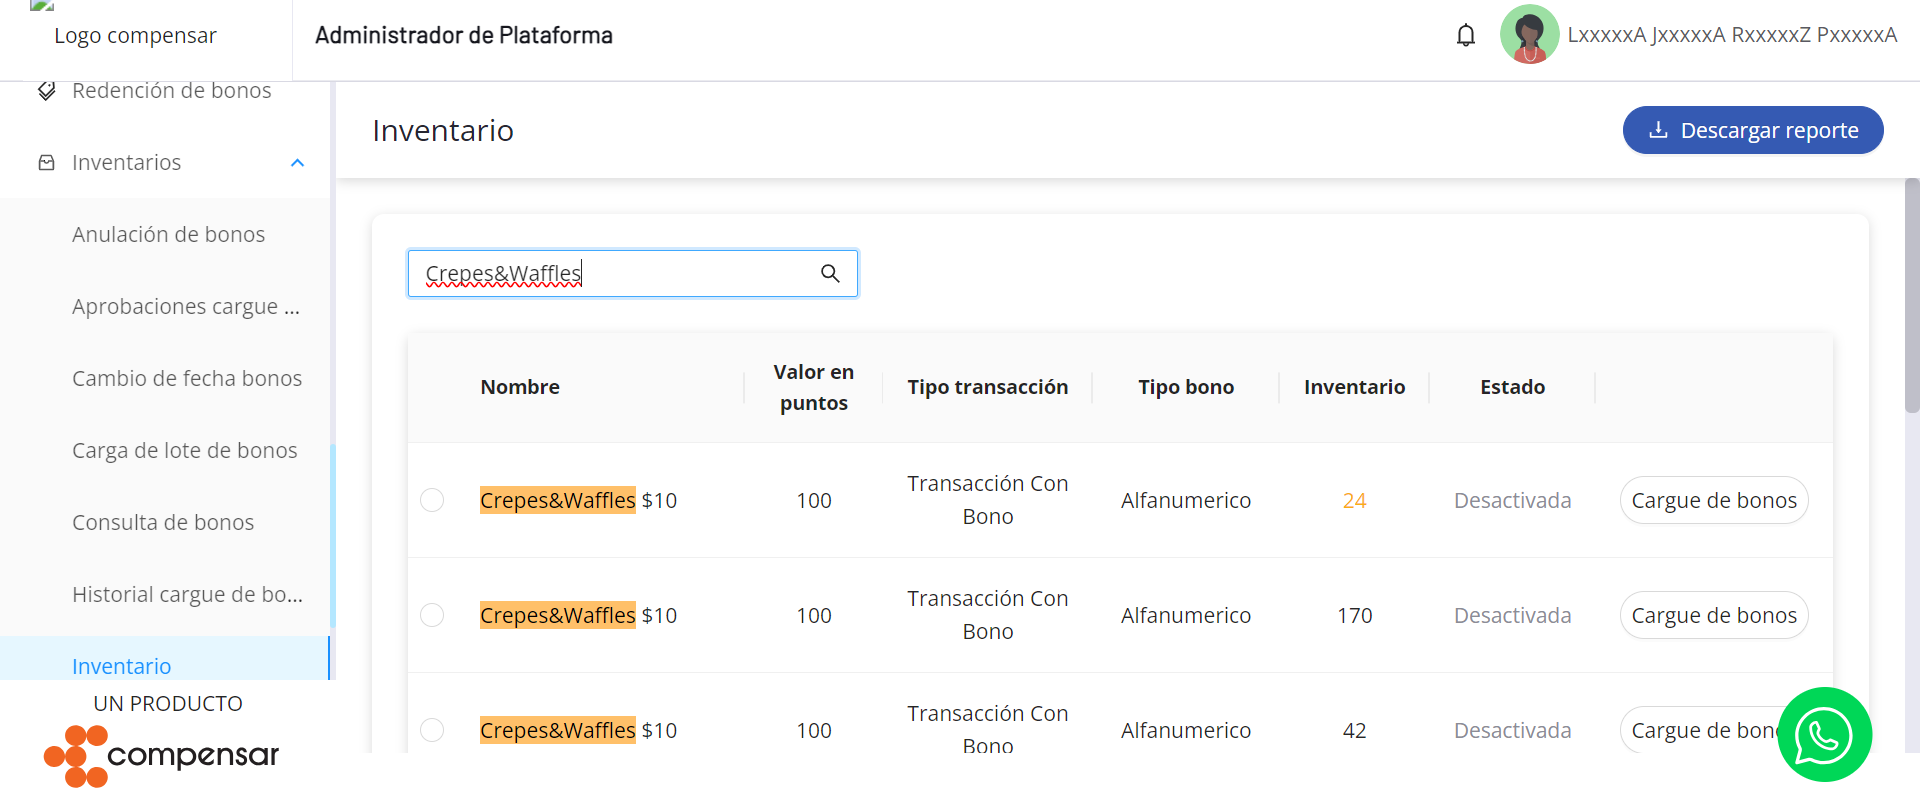 Logo compensar
Administrador de Plataforma
LxxxxxA JxxxxxA RxxxxxZ PxxxxxA
Redención de bonos
Inventarios
Anulación de bonos
Aprobaciones cargue ...
Cambio de fecha bonos
Carga de lote de bonos
Consulta de bonos
Historial cargue de bo...
Inventario
UN PRODUCTO
compensar
Inventario
Descargar reporte
Crepes&Waffles
Nombre
Valor en
puntos
Tipo transacción
Tipo bono
Inventario
Estado
Crepes&Waffles $10
100
Transacción Con
Bono
Alfanumerico
24
Desactivada
Cargue de bonos
Crepes&Waffles $10
100
Transacción Con
Bono
Alfanumerico
170
Desactivada
Cargue de bonos
Crepes&Waffles $10
100
Transacción Con
Bono
Alfanumerico
42
Desactivada
Cargue de bon